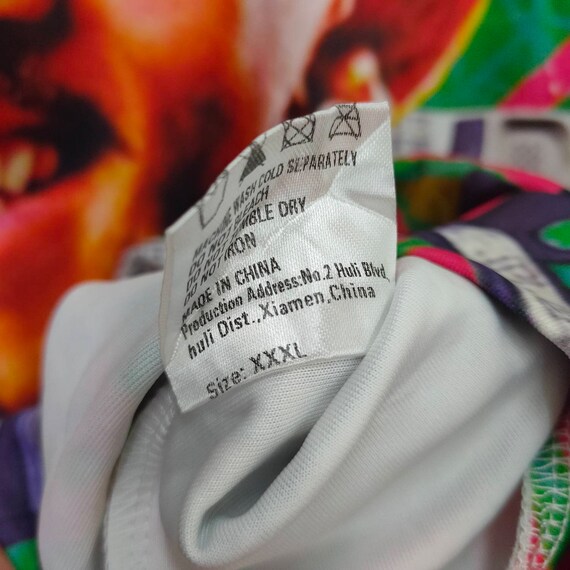 MACHINE WASH COLD SEPARATELY
DO NOT BLEACH
DO NOT TUMBLE DRY
DO NOT IRON
MADE IN CHINA
Production Address:No.2 Huli Blvd,
huli Dist.,Xiamen,China
Size: XXXL